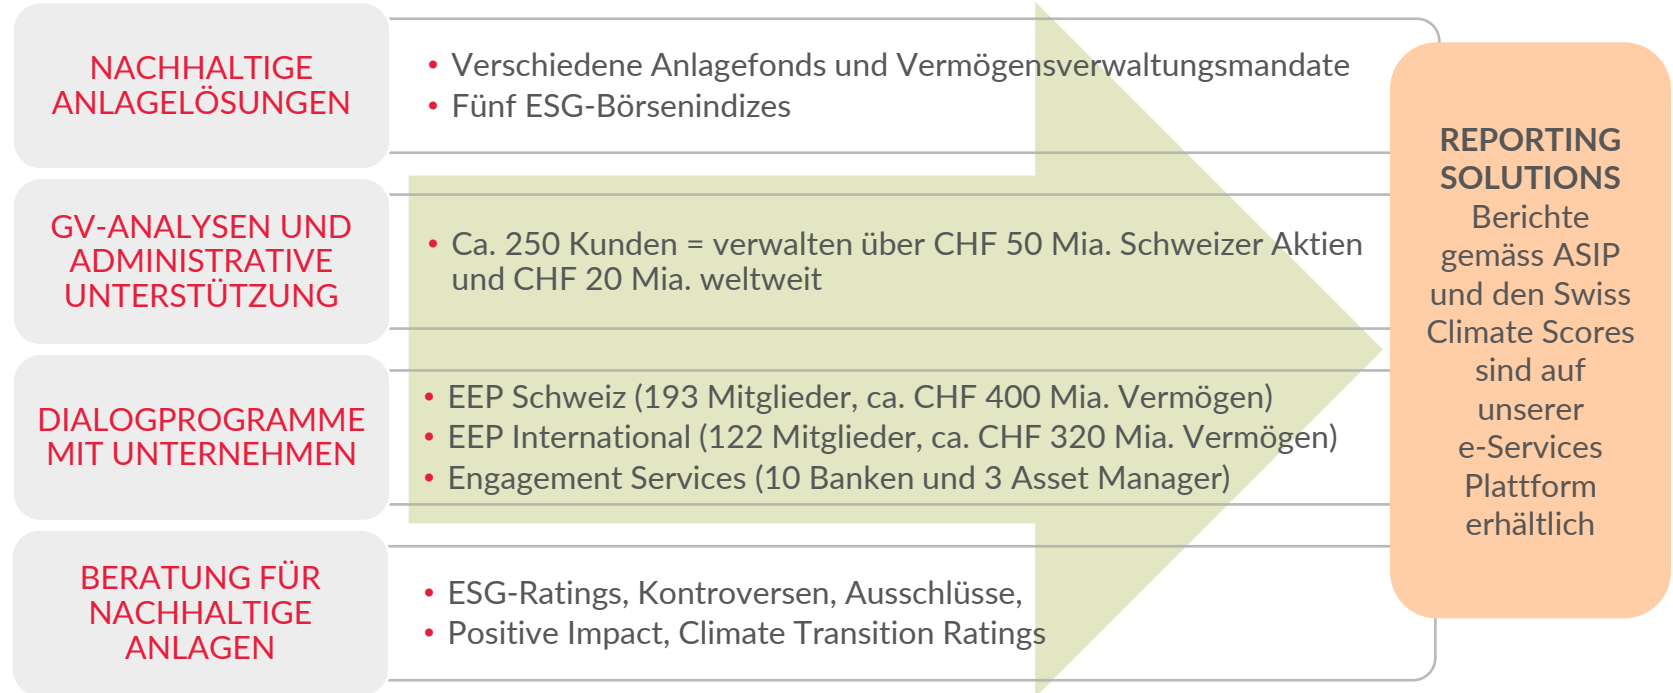 NACHHALTIGE
ANLAGELÖSUNGEN
• Verschiedene Anlagefonds und Vermögensverwaltungsmandate
• Fünf ESG-Börsenindizes
GV-ANALYSEN UND
ADMINISTRATIVE
UNTERSTÜTZUNG
• Ca. 250 Kunden = verwalten über CHF 50 Mia. Schweizer Aktien
und CHF 20 Mia. weltweit
DIALOGPROGRAMME
MIT UNTERNEHMEN
• EEP Schweiz (193 Mitglieder, ca. CHF 400 Mia. Vermögen)
• EEP International (122 Mitglieder, ca. CHF 320 Mia. Vermögen)
• Engagement Services (10 Banken und 3 Asset Manager)
BERATUNG FÜR
NACHHALTIGE
ANLAGEN
• ESG-Ratings, Kontroversen, Ausschlüsse,
• Positive Impact, Climate Transition Ratings
REPORTING
SOLUTIONS
Berichte
gemäss ASIP
und den Swiss
Climate Scores
sind auf
unserer
e-Services
Plattform
erhältlich